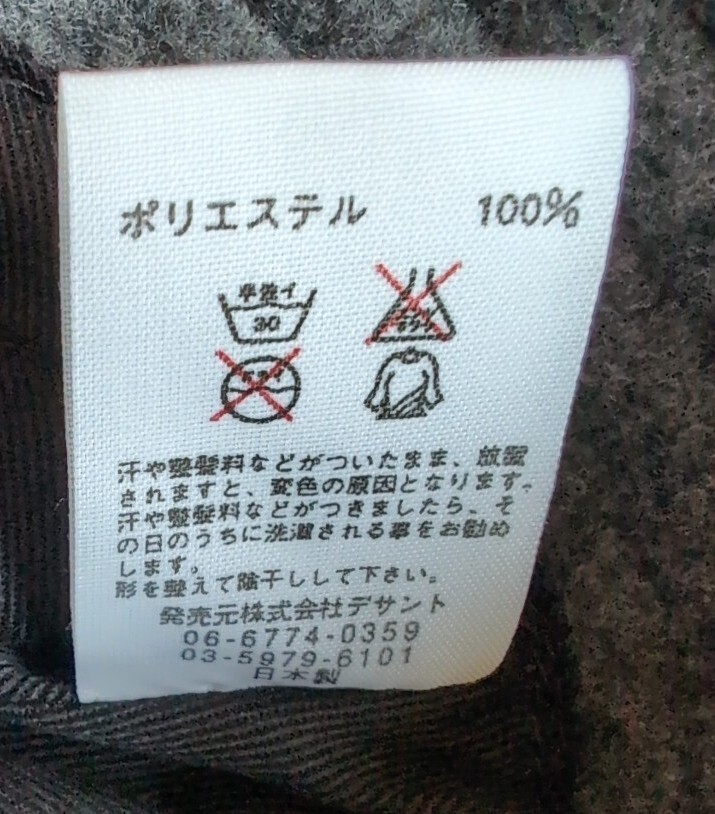 ポリエステル 100%
手洗イ
30
エンソ
汗や整髪料などがついたまま、放置
されますと、変色の原因となります。
汗や整髪料などがつきましたら、そ
の日のうちに洗濯される事をお勧め
します。
形を整えて陰干しして下さい。
発売元株式会社デサント
06-6774-0359
03-5979-6101
日本製